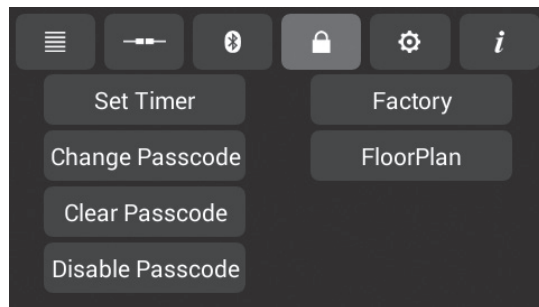 i
Set Timer
Factory
Change Passcode
FloorPlan
Clear Passcode
Disable Passcode